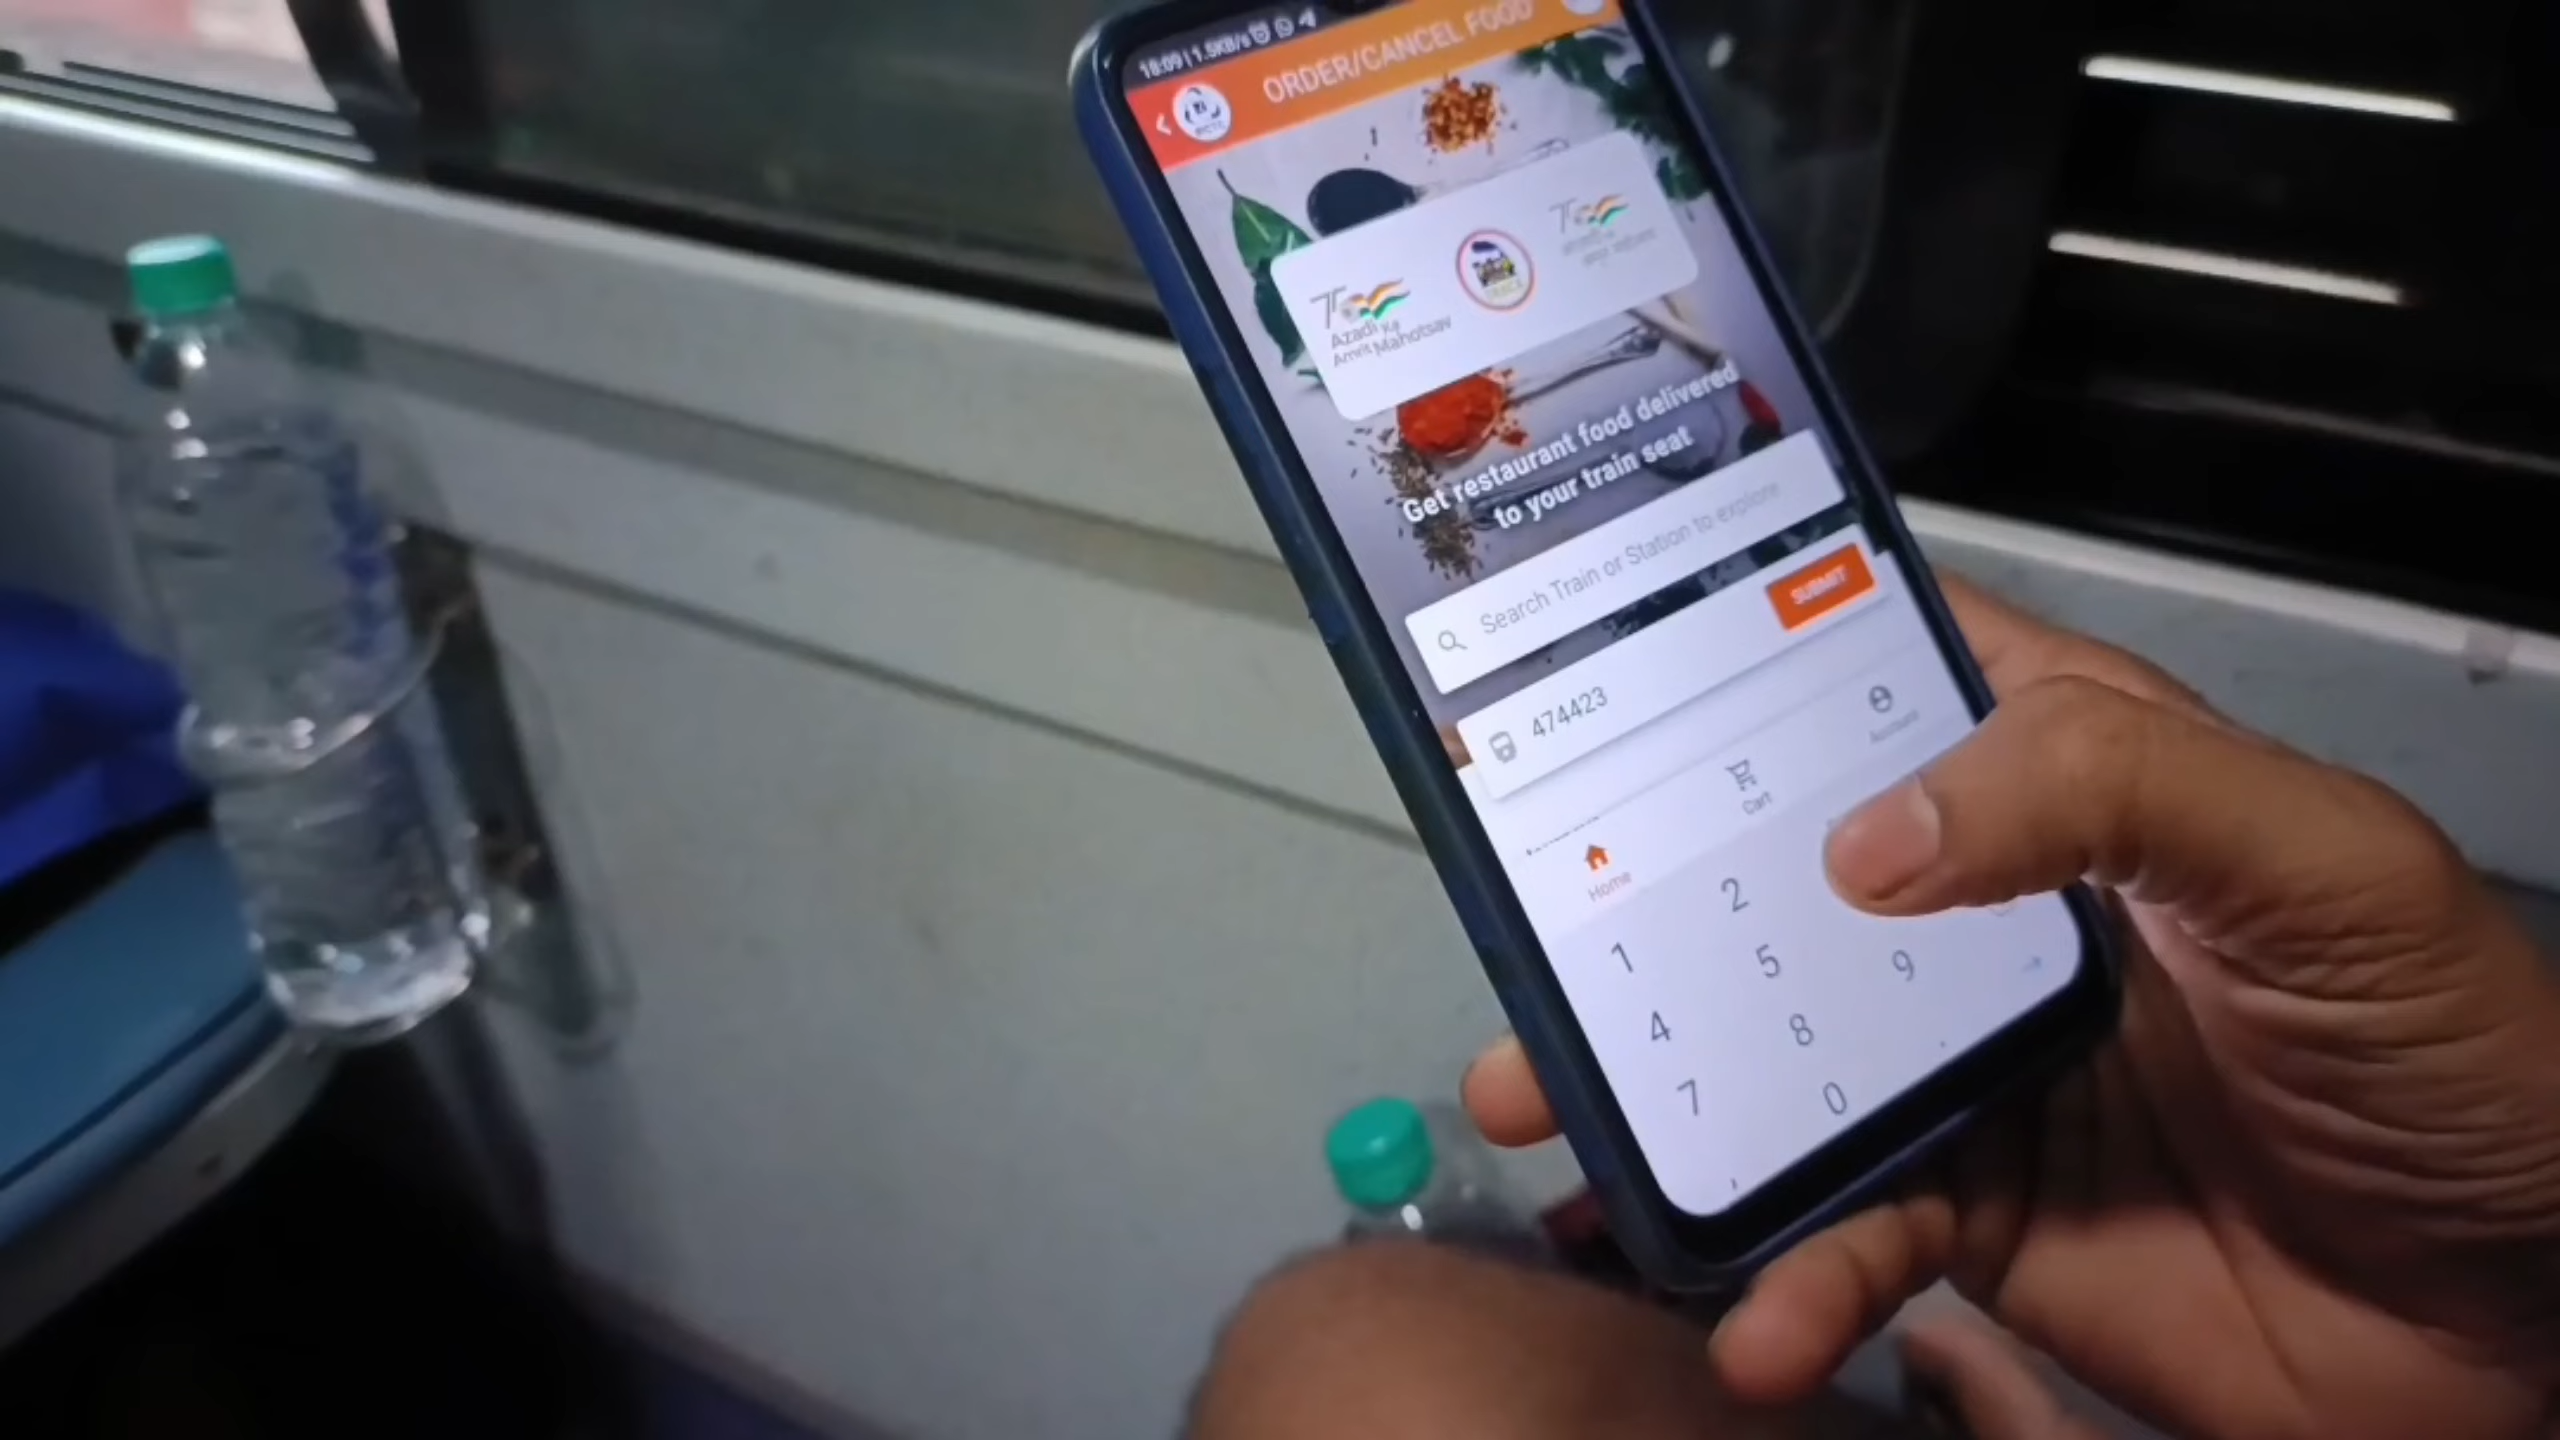 18:09 | 1.5KB/s
ORDER/CANCEL FOOD
Azadi Ka
Amrit Mahotsav
Get restaurant food delivered
to your train seat
Search Train or Station to explore
SUBMIT
474423
Home
Cart
Account
1 2
4 5
7 8 9
0